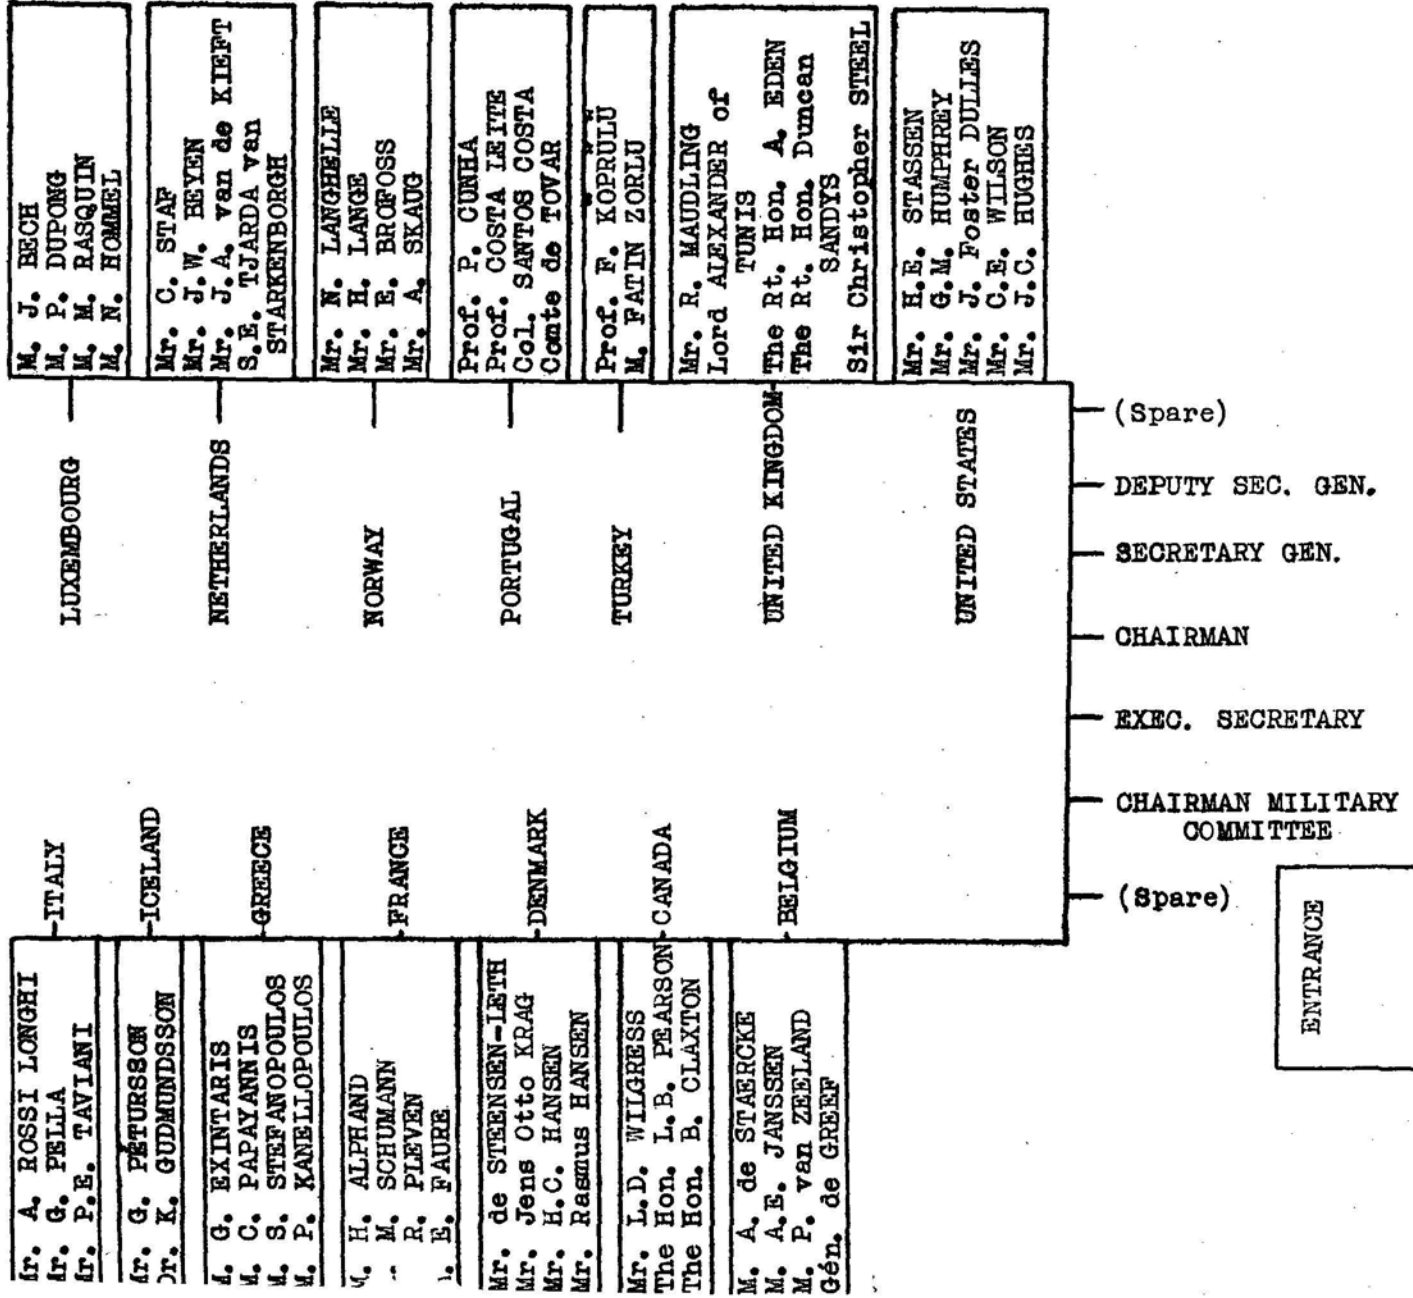 M. J. BECH
M. P. DUPONG
M. M. RASQUIN
M. N. HOMMEL
LUXEMBOURG
Mr. C. STAF
Mr. J.W. BEYEN
Mr. J.A. van de KIEFT
S.E. TJARDA van
STARKENBORGH
NETHERLANDS
Mr. N. LANGHELLE
Mr. H. LANGE
Mr. E. BROFOSS
Mr. A. SKAUG
NORWAY
Prof. P. CUNHA
Prof. COSTA LEITE
Col. SANTOS COSTA
Comte de TOVAR
PORTUGAL
Prof. F. KOPRULU
M. FATIN ZORLU
TURKEY
Mr. R. MAUDLING
Lord ALEXANDER of
TUNIS
The Rt. Hon. A. EDEN
The Rt. Hon. Duncan
SANDYS
Sir Christopher STEEL
UNITED KINGDOM
Mr. H.E. STASSEN
Mr. G.M. HUMPHREY
Mr. J. Foster DULLES
Mr. C.E. WILSON
Mr. J.C. HUGHES
UNITED STATES
(Spare)
DEPUTY SEC. GEN.
SECRETARY GEN.
CHAIRMAN
EXEC. SECRETARY
CHAIRMAN MILITARY
COMMITTEE
(Spare)
ENTRANCE
ITALY
Mr. A. ROSSI LONGHI
Mr. G. PELLA
Mr. P.E. TAVIANI
ICELAND
Mr. G. PÉTURSSON
Dr. K. GUDMUNDSSON
GREECE
M. G. EXINTARIS
M. C. PAPAYANNIS
M. S. STEFANOPOULOS
M. P. KANELLOPOULOS
FRANCE
M. H. ALPHAND
M. SCHUMANN
R. PLEVEN
E. FAURE
DENMARK
Mr. de STEENSEN-LETH
Mr. Jens Otto KRAG
Mr. H.C. HANSEN
Mr. Rasmus HANSEN
CANADA
Mr. L.D. WILGRESS
The Hon. L.B. PEARSON
The Hon. B. CLAXTON
BELGIUM
M. A. de STAERCKE
M. A.E. JANSSEN
M. P. van ZEELAND
Gén. de GREEF